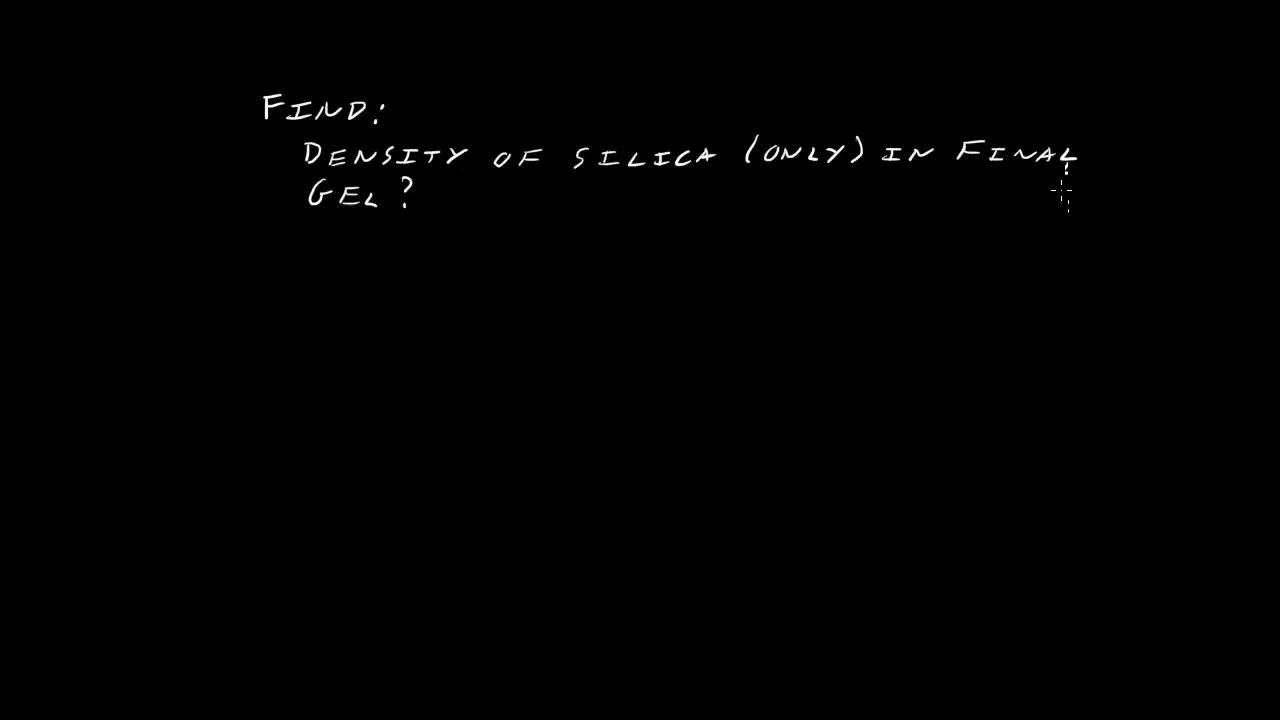 FIND:
DENSITY OF SILICA (ONLY) IN FINAL
GEL?